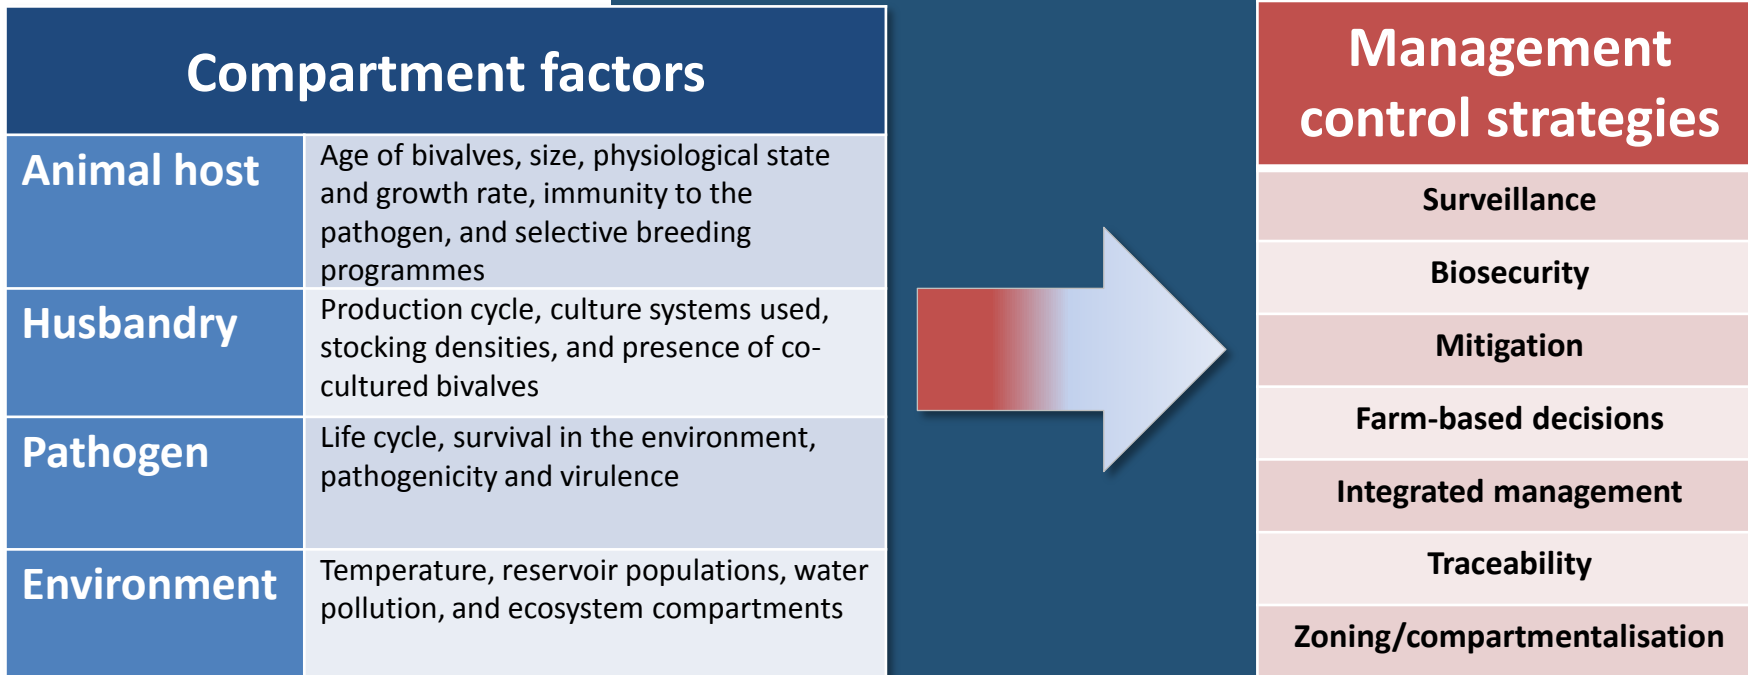 Compartment factors
Animal host
Age of bivalves, size, physiological state
and growth rate, immunity to the
pathogen, and selective breeding
programmes
Husbandry
Production cycle, culture systems used,
stocking densities, and presence of co-
cultured bivalves
Pathogen
Life cycle, survival in the environment,
pathogenicity and virulence
Environment
Temperature, reservoir populations, water
pollution, and ecosystem compartments
Management
control strategies
Surveillance
Biosecurity
Mitigation
Farm-based decisions
Integrated management
Traceability
Zoning/compartmentalisation